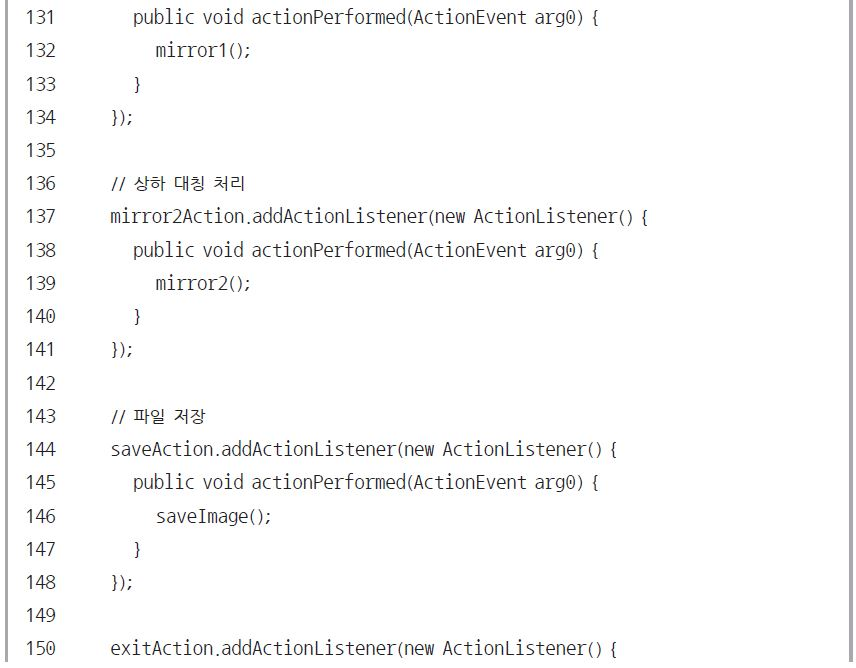 131 public void actionPerformed(ActionEvent arg0) {
132 mirror1();
133 }
134 });
135
136 // 상하 대칭 처리
137 mirror2Action.addActionListener(new ActionListener() {
138 public void actionPerformed(ActionEvent arg0) {
139 mirror2();
140 }
141 });
142
143 // 파일 저장
144 saveAction.addActionListener(new ActionListener() {
145 public void actionPerformed(ActionEvent arg0) {
146 saveImage();
147 }
148 });
149
150 exitAction.addActionListener(new ActionListener() {